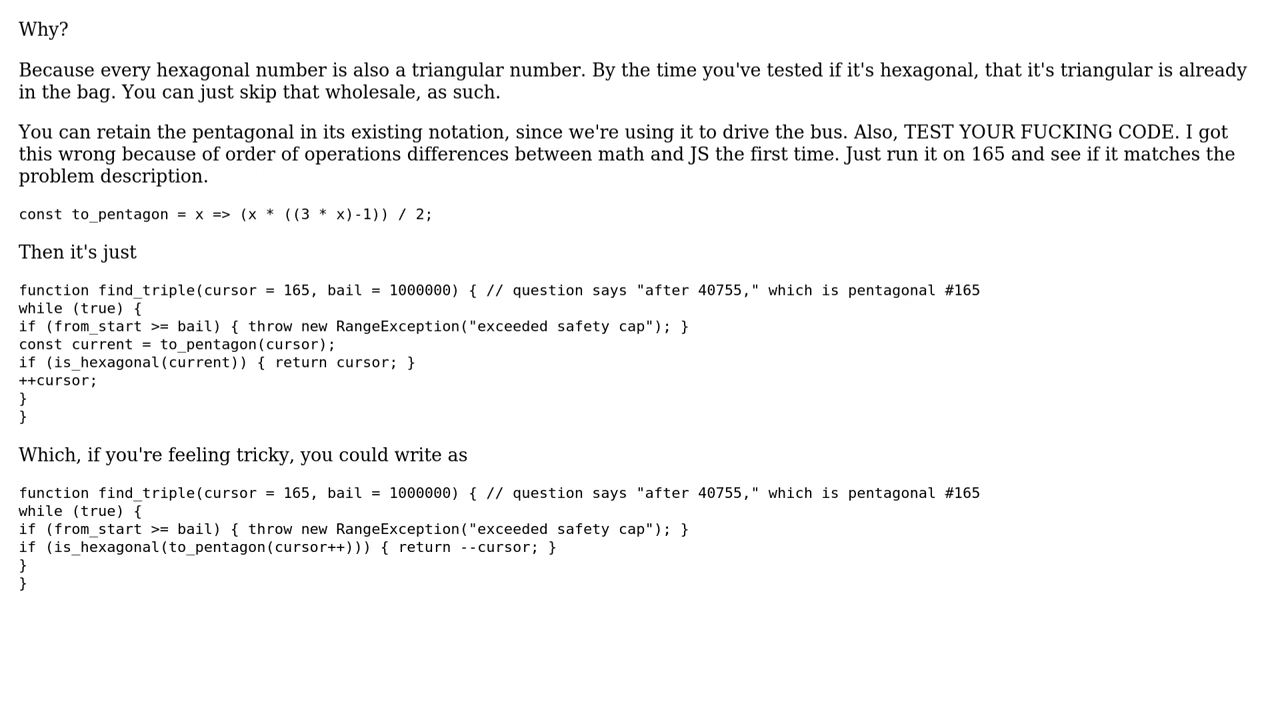 Why?
Because every hexagonal number is also a triangular number. By the time you've tested if it's hexagonal, that it's triangular is already
in the bag. You can just skip that wholesale, as such.
You can retain the pentagonal in its existing notation, since we're using it to drive the bus. Also, TEST YOUR FUCKING CODE. I got
this wrong because of order of operations differences between math and JS the first time. Just run it on 165 and see if it matches the
problem description.
const to_pentagon = x => (x * ((3 * x)-1)) / 2;
Then it's just
function find_triple(cursor = 165, bail = 1000000) { // question says "after 40755," which is pentagonal #165
while (true) {
if (from_start >= bail) { throw new RangeException("exceeded safety cap"); }
const current = to_pentagon(cursor);
if (is_hexagonal(current)) { return cursor; }
++cursor;
}
}
Which, if you're feeling tricky, you could write as
function find_triple(cursor = 165, bail = 1000000) { // question says "after 40755," which is pentagonal #165
while (true) {
if (from_start >= bail) { throw new RangeException("exceeded safety cap"); }
if (is_hexagonal(to_pentagon(cursor++))) { return --cursor; }
}
}